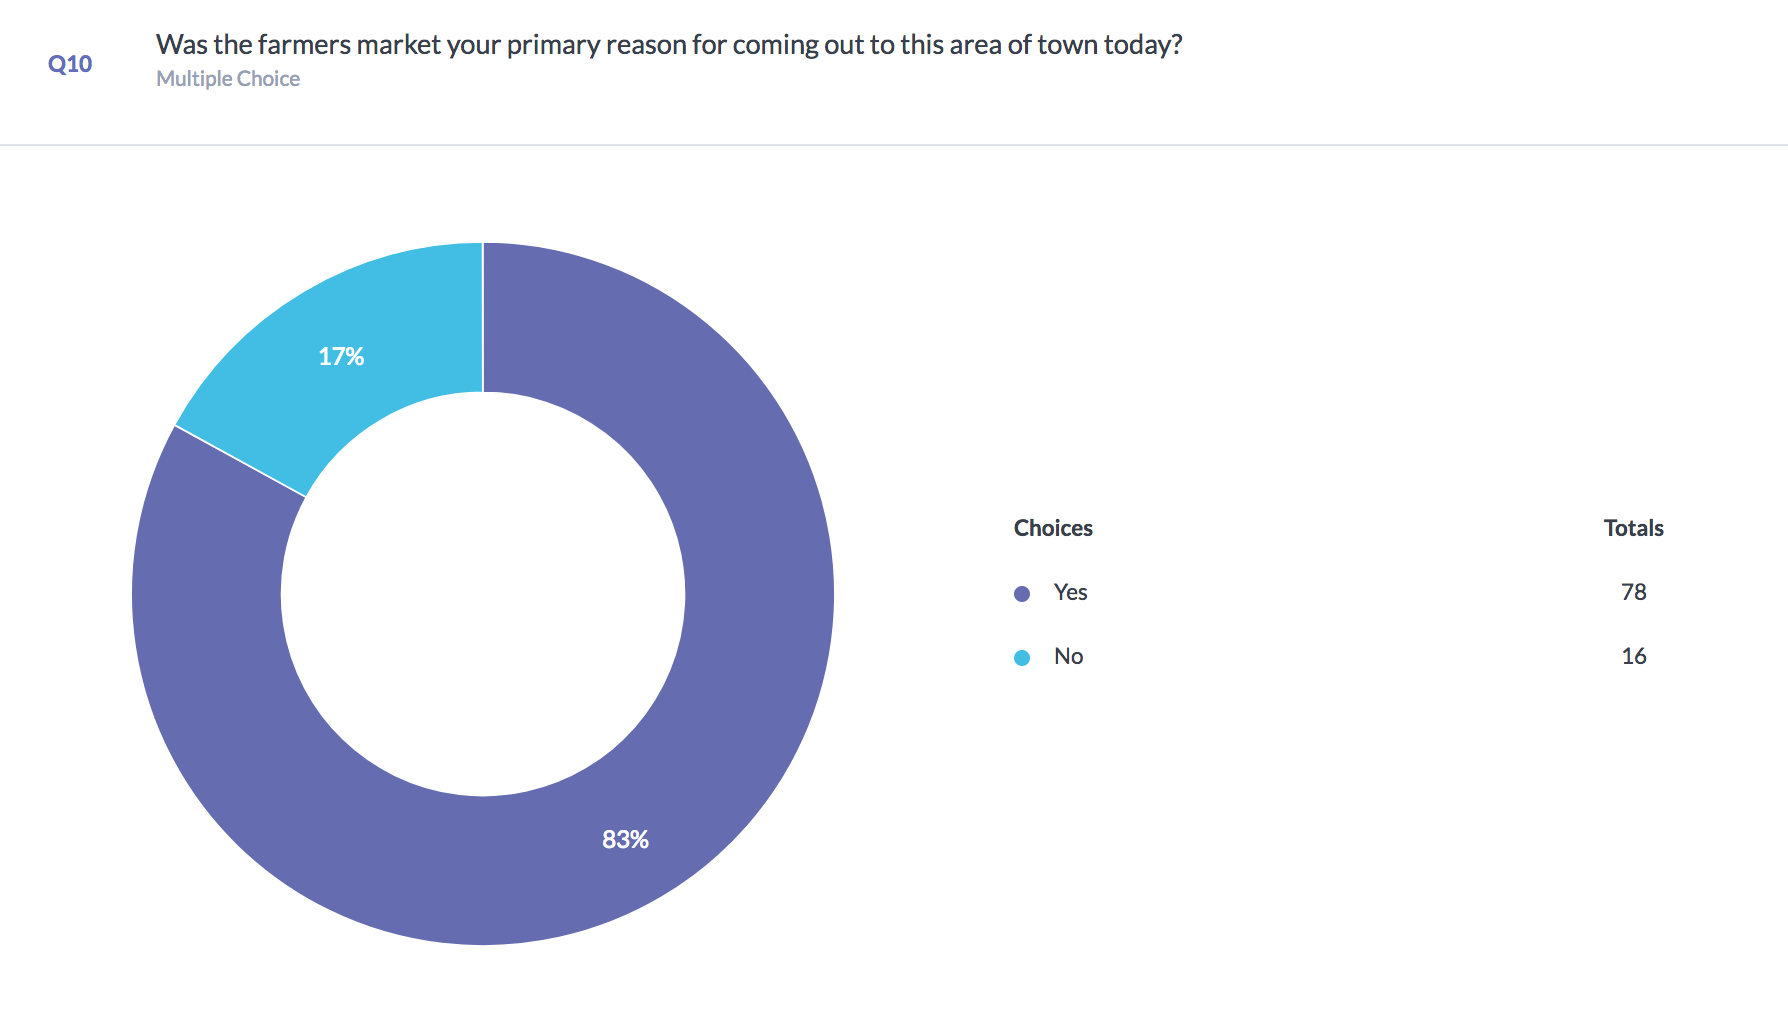 Q10
Was the farmers market your primary reason for coming out to this area of town today?
Multiple Choice
17%
83%
Choices Totals
Yes 78
No 16